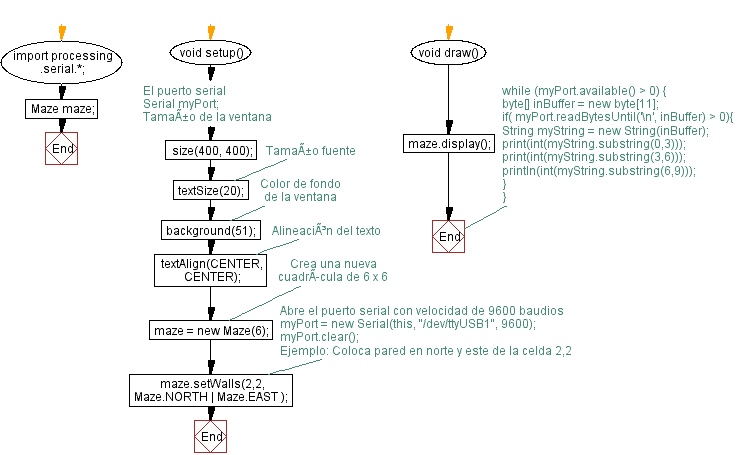 import processing
.serial.*;
Maze maze;
End
void setup()
El puerto serial
Serial myPort;
TamaÃ±o de la ventana
size(400, 400);
TamaÃ±o fuente
textSize(20);
Color de fondo
de la ventana
background(51);
AlineaciÃ³n del texto
textAlign(CENTER,
CENTER);
Crea una nueva
cuadrÃ-cula de 6 x 6
maze = new Maze(6);
Abre el puerto serial con velocidad de 9600 baudios
myPort = new Serial(this, "/dev/ttyUSB1", 9600);
myPort.clear();
Ejemplo: Coloca pared en norte y este de la celda 2,2
maze.setWalls(2,2,
Maze.NORTH | Maze.EAST );
End
void draw()
maze.display();
while (myPort.available() > 0) {
byte[] inBuffer = new byte[11];
if( myPort.readBytesUntil('\n', inBuffer) > 0){
String myString = new String(inBuffer);
print(int(myString.substring(0,3)));
print(int(myString.substring(3,6)));
println(int(myString.substring(6,9)));
}
}
End